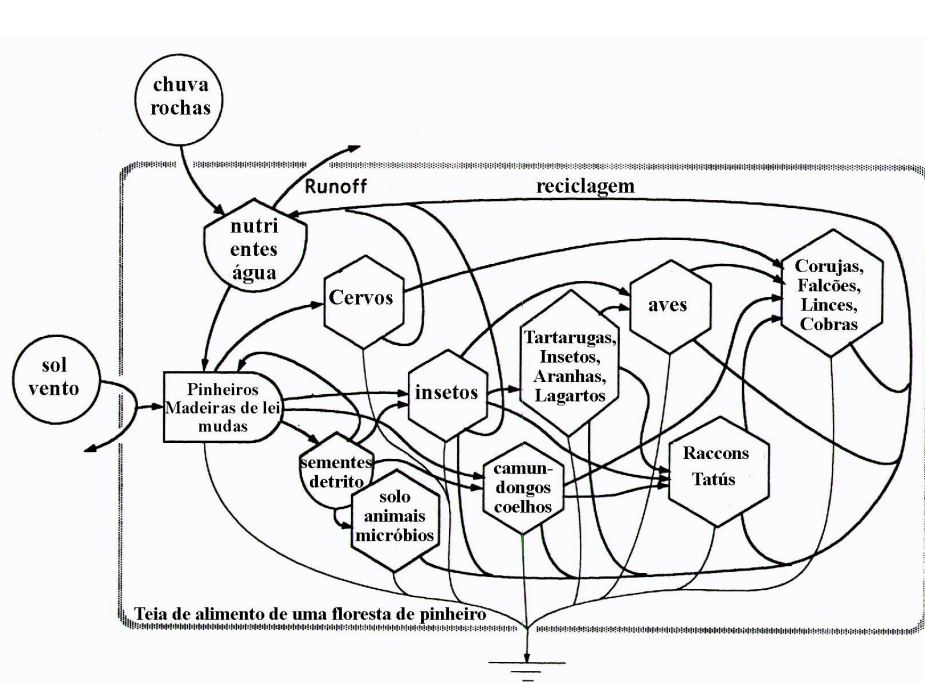 chuva
rochas
Runoff
reciclagem
nutri
entes
água
Cervos
aves
Corujas,
Falcões,
Linces,
Cobras
sol
vento
Pinheiros
Madeiras de lei
mudas
insetos
Tartarugas,
Insetos,
Aranhas,
Lagartos
sementes
detrito
solo
animais
micróbios
camun-
dongos
coelhos
Raccons
Tatús
Teia de alimento de uma floresta de pinheiro